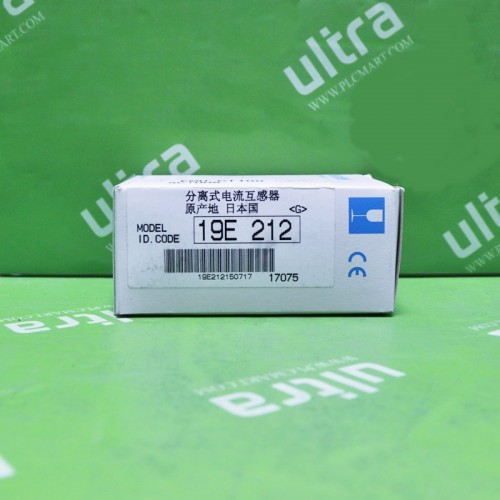 ultra
WWW.PLCMART.COM
ultra
分离式电流互感器
原产地 日本国 <G>
MODEL
ID.CODE
19E 212
19E212150717 17075
CE
ultra
ultra